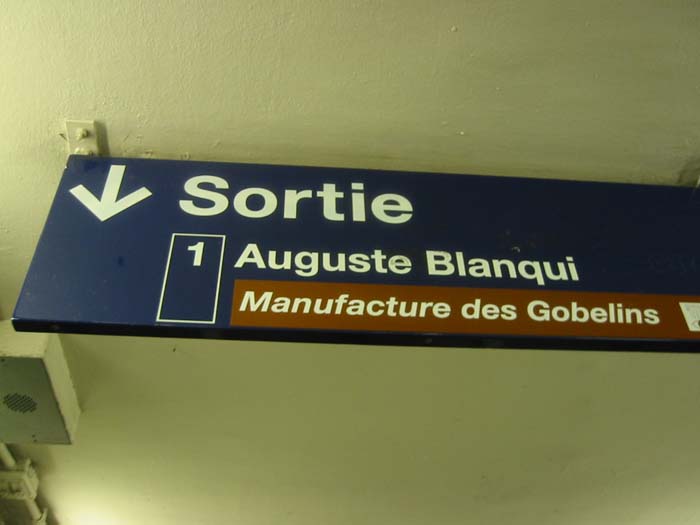 Sortie
1 Auguste Blanqui
Manufacture des Gobelins